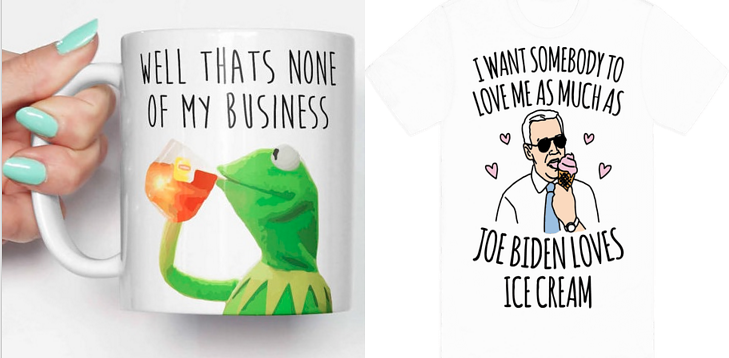 WELL THATS NONE
OF MY BUSINESS
I WANT SOMEBODY TO
LOVE ME AS MUCH AS
JOE BIDEN LOVES
ICE CREAM